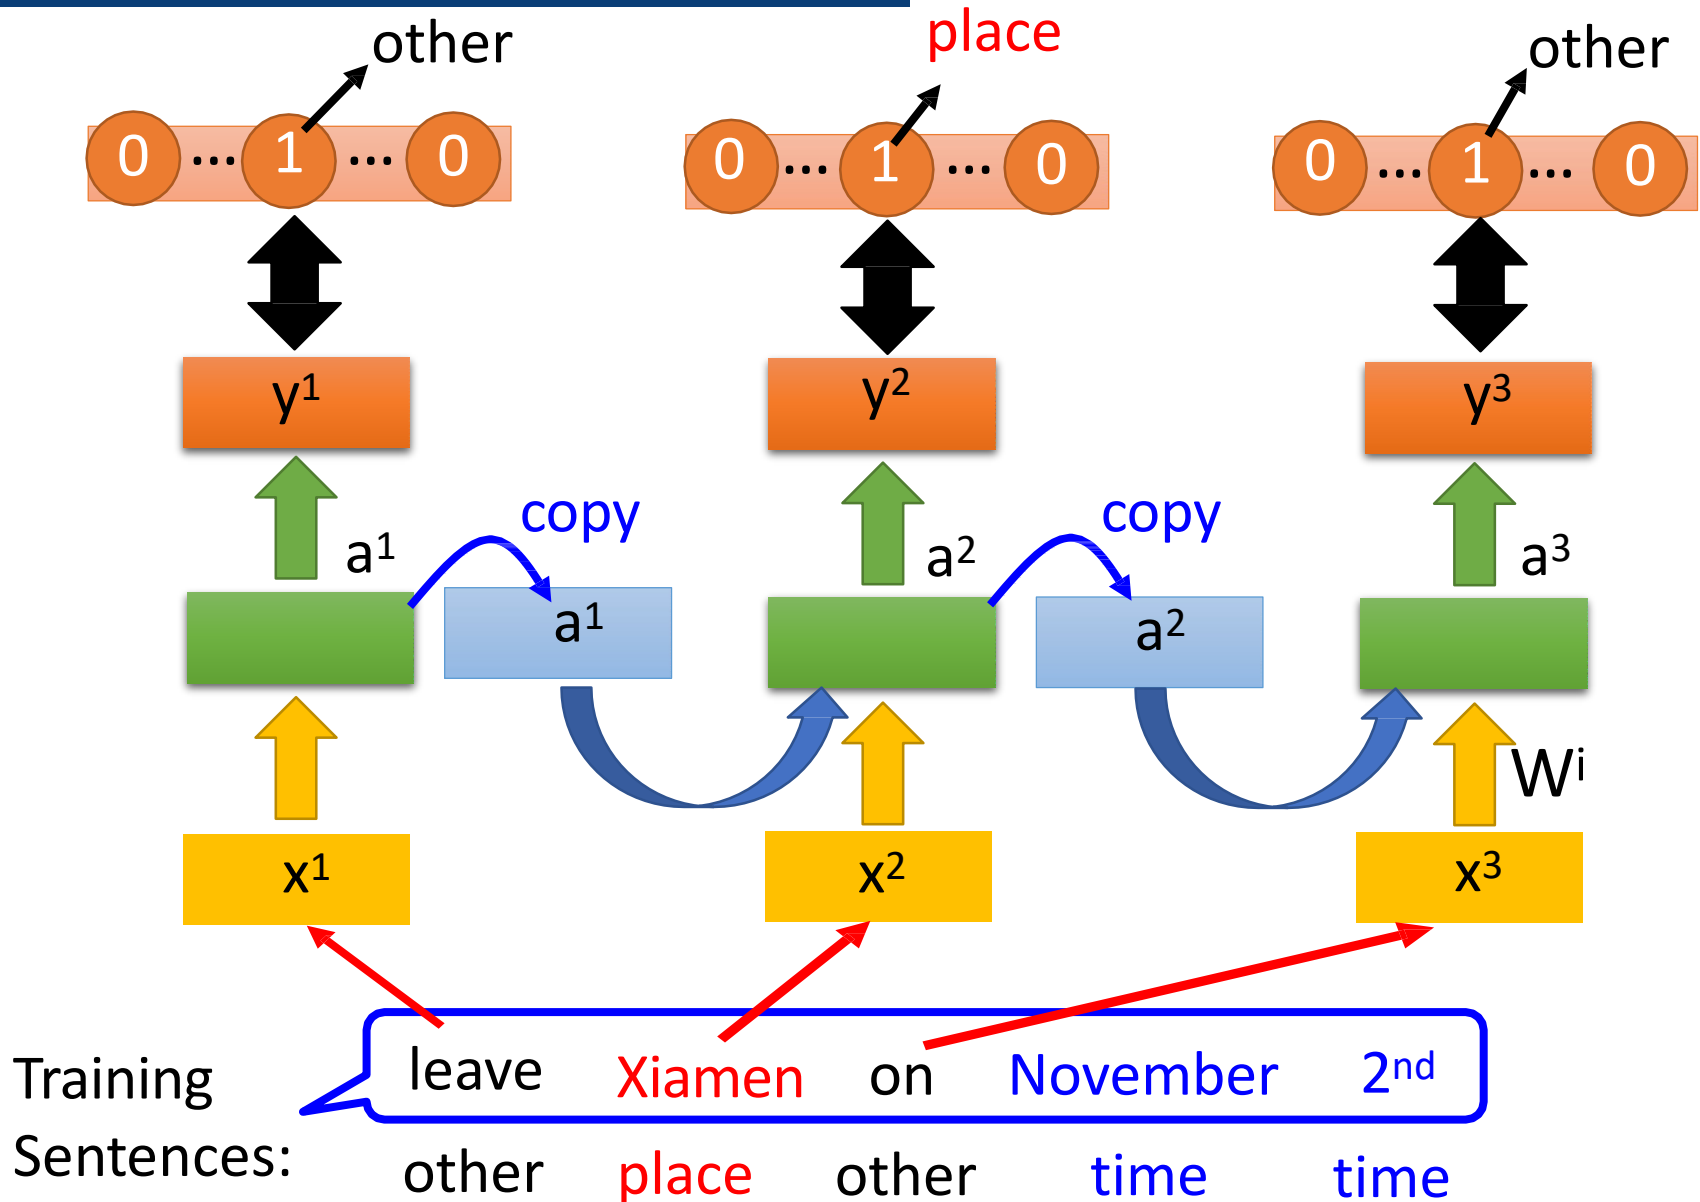 other place other
0 ... 1 ... 0 0 ... 1 ... 0 0 ... 1 ... 0
y¹ y² y³
copy copy
a¹ a² a³
a¹ a²
Wⁱ
x¹ x² x³
Training leave Xiamen on November 2ⁿᵈ
Sentences: other place other time time